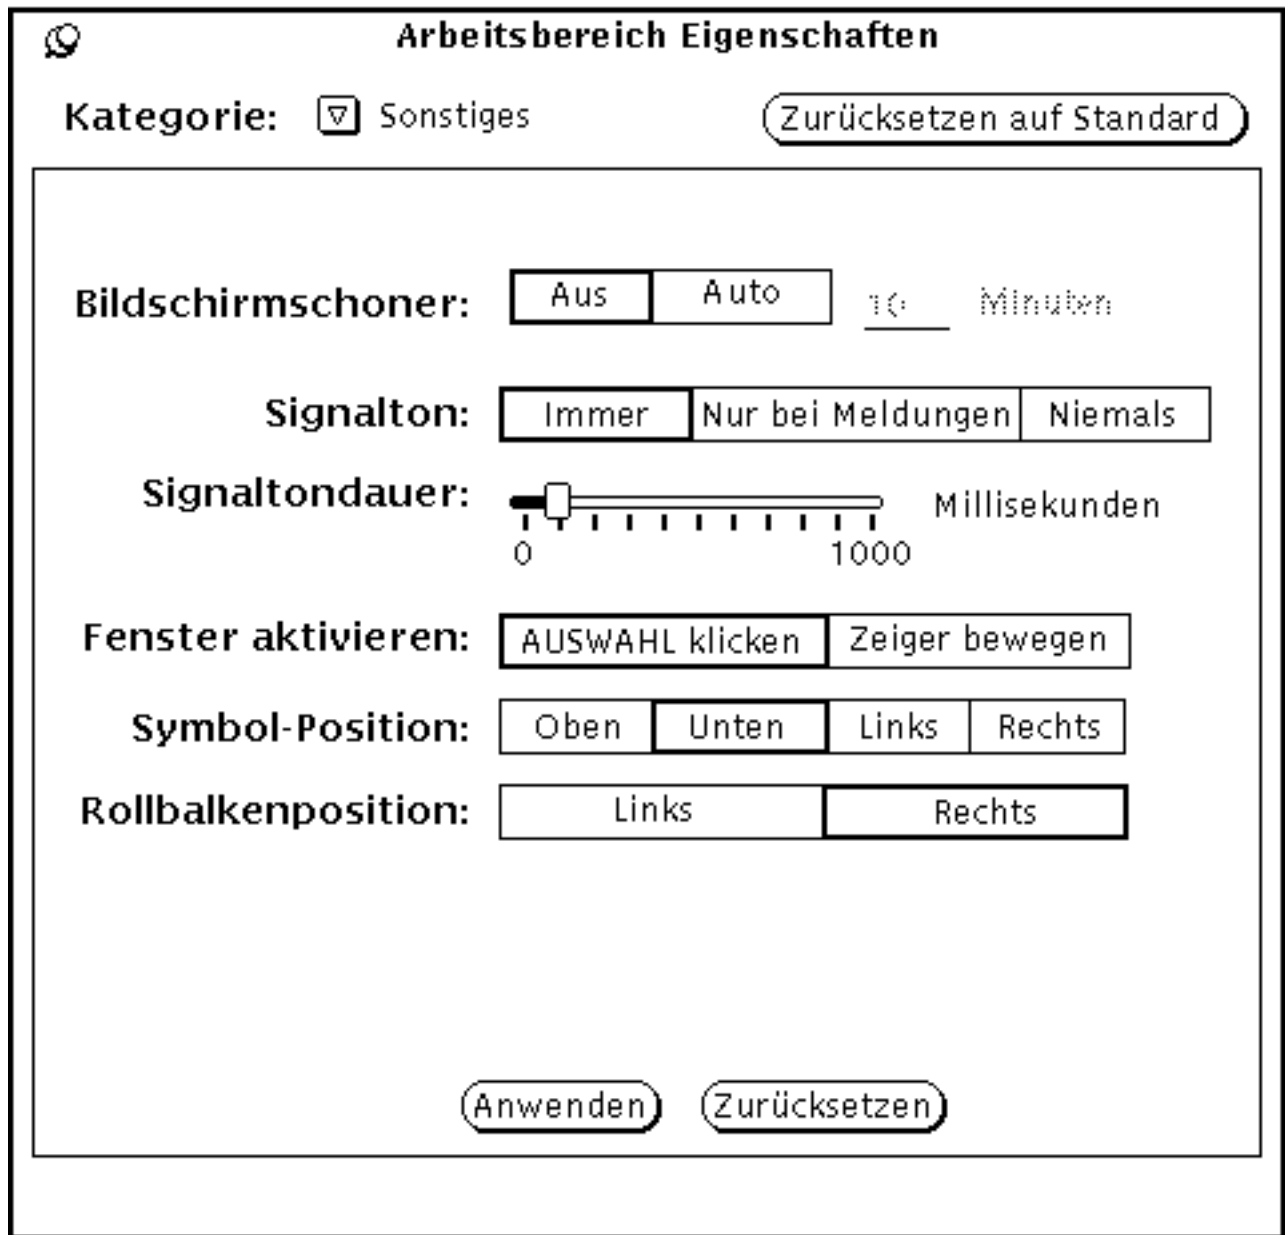 Arbeitsbereich Eigenschaften
Kategorie: Sonstiges Zurücksetzen auf Standard
Bildschirmschoner: Aus Auto 10 Minuten
Signalton: Immer Nur bei Meldungen Niemals
Signaltondauer: Millisekunden
0 1000
Fenster aktivieren: AUSWAHL klicken Zeiger bewegen
Symbol-Position: Oben Unten Links Rechts
Rollbalkenposition: Links Rechts
Anwenden Zurücksetzen